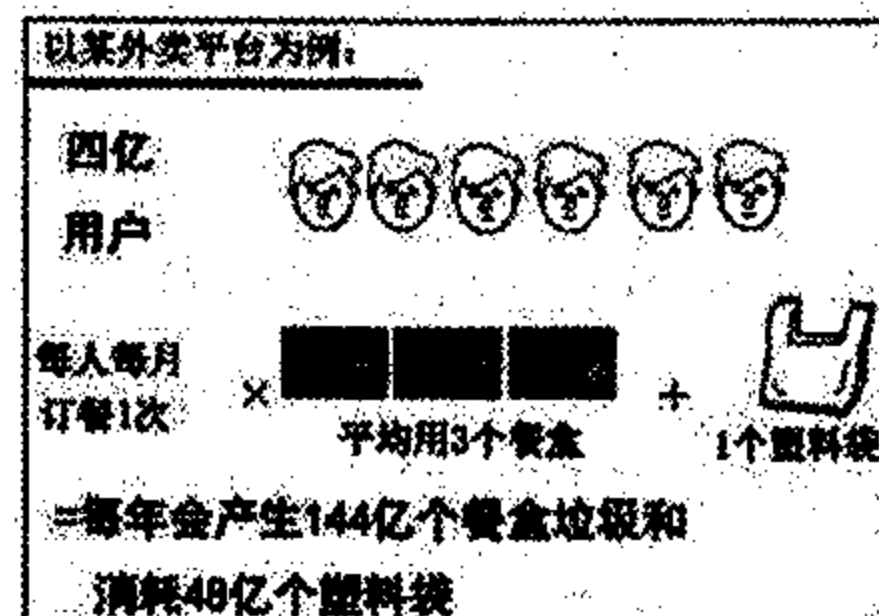 以某外卖平台为例：
四亿
用户
每人每月
订餐1次
×
+
平均用3个餐盒
1个塑料袋
=每年会产生144亿个餐盒垃圾和
消耗48亿个塑料袋